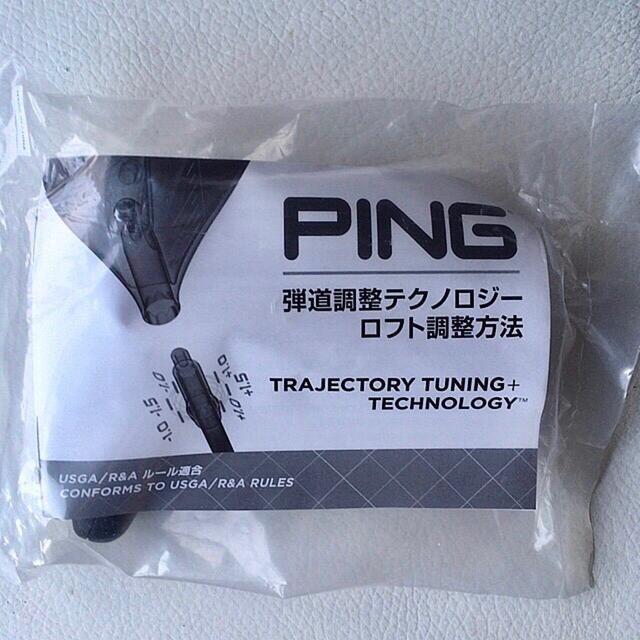 PING
弾道調整テクノロジー
ロフト調整方法
TRAJECTORY TUNING+
TECHNOLOGY™
USGA/R&A ルール適合
CONFORMS TO USGA/R&A RULES